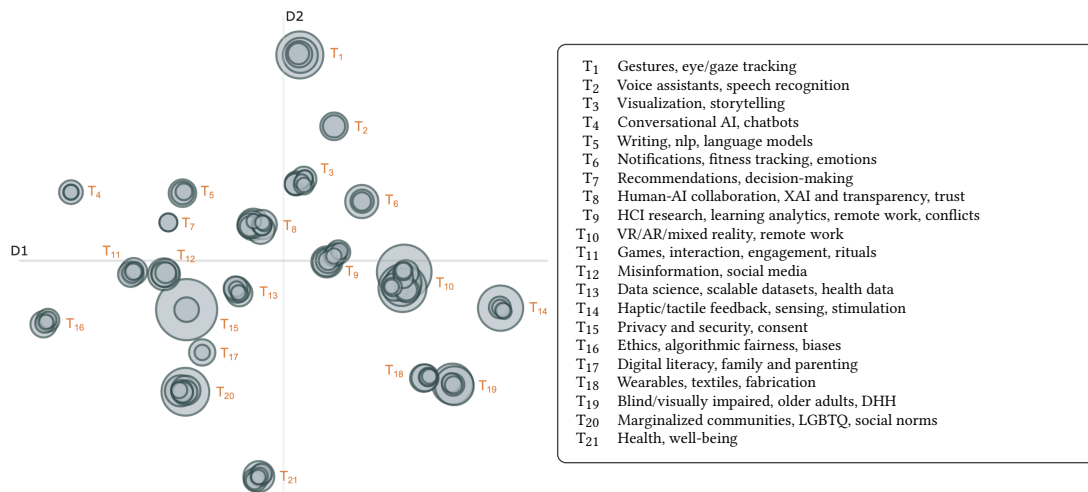 D2
T1
T2
T3
T4
T5
T6
T7
T8
D1
T11
T12
T9
T10
T13
T14
T15
T16
T17
T18
T19
T20
T21
T1 Gestures, eye/gaze tracking
T2 Voice assistants, speech recognition
T3 Visualization, storytelling
T4 Conversational AI, chatbots
T5 Writing, nlp, language models
T6 Notifications, fitness tracking, emotions
T7 Recommendations, decision-making
T8 Human-AI collaboration, XAI and transparency, trust
T9 HCI research, learning analytics, remote work, conflicts
T10 VR/AR/mixed reality, remote work
T11 Games, interaction, engagement, rituals
T12 Misinformation, social media
T13 Data science, scalable datasets, health data
T14 Haptic/tactile feedback, sensing, stimulation
T15 Privacy and security, consent
T16 Ethics, algorithmic fairness, biases
T17 Digital literacy, family and parenting
T18 Wearables, textiles, fabrication
T19 Blind/visually impaired, older adults, DHH
T20 Marginalized communities, LGBTQ, social norms
T21 Health, well-being